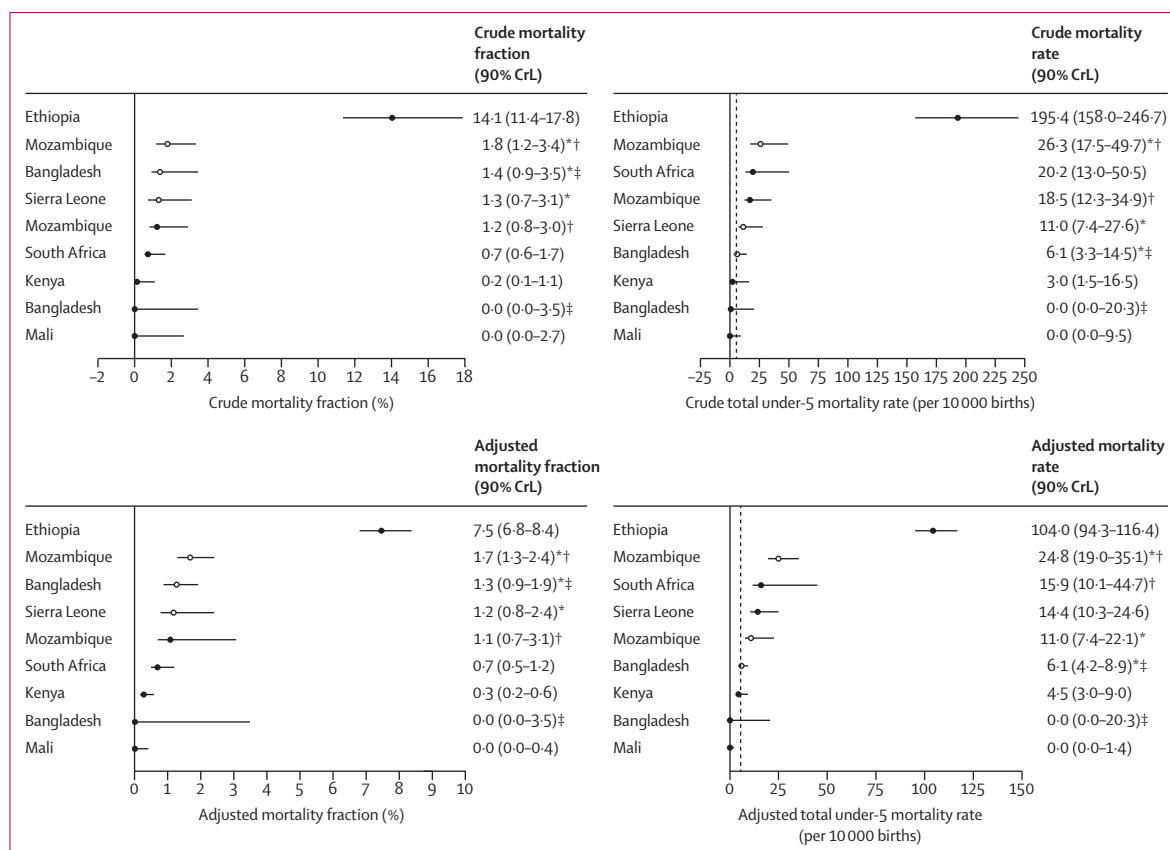 Crude mortality
fraction
(90% CrL)
Ethiopia 14·1 (11·4–17·8)
Mozambique 1·8 (1·2–3·4)*†
Bangladesh 1·4 (0·9–3·5)*‡
Sierra Leone 1·3 (0·7–3·1)*
Mozambique 1·2 (0·8–3·0)†
South Africa 0·7 (0·6–1·7)
Kenya 0·2 (0·1–1·1)
Bangladesh 0·0 (0·0–3·5)‡
Mali 0·0 (0·0–2·7)
–2 0 2 4 6 8 10 12 14 16 18
Crude mortality fraction (%)
Crude mortality
rate
(90% CrL)
Ethiopia 195·4 (158·0–246·7)
Mozambique 26·3 (17·5–49·7)*†
South Africa 20·2 (13·0–50·5)
Mozambique 18·5 (12·3–34·9)†
Sierra Leone 11·0 (7·4–27·6)*
Bangladesh 6·1 (3·3–14·5)*‡
Kenya 3·0 (1·5–16·5)
Bangladesh 0·0 (0·0–20·3)‡
Mali 0·0 (0·0–9·5)
–25 0 25 50 75 100 125 150 175 200 225 250
Crude total under-5 mortality rate (per 10 000 births)
Adjusted
mortality fraction
(90% CrL)
Ethiopia 7·5 (6·8–8·4)
Mozambique 1·7 (1·3–2·4)*†
Bangladesh 1·3 (0·9–1·9)*‡
Sierra Leone 1·2 (0·8–2·4)*
Mozambique 1·1 (0·7–3·1)†
South Africa 0·7 (0·5–1·2)
Kenya 0·3 (0·2–0·6)
Bangladesh 0·0 (0·0–3·5)‡
Mali 0·0 (0·0–0·4)
0 1 2 3 4 5 6 7 8 9 10
Adjusted mortality fraction (%)
Adjusted mortality
rate
(90% CrL)
Ethiopia 104·0 (94·3–116·4)
Mozambique 24·8 (19·0–35·1)*†
South Africa 15·9 (10·1–44·7)†
Sierra Leone 14·4 (10·3–24·6)
Mozambique 11·0 (7·4–22·1)*
Bangladesh 6·1 (4·2–8·9)*‡
Kenya 4·5 (3·0–9·0)
Bangladesh 0·0 (0·0–20·3)‡
Mali 0·0 (0·0–1·4)
0 25 50 75 100 125 150
Adjusted total under-5 mortality rate
(per 10 000 births)